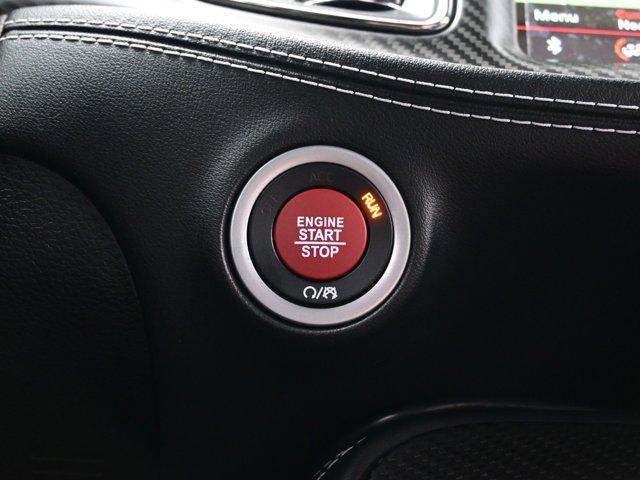 Menu
ACC
RUN
ENGINE
START
STOP